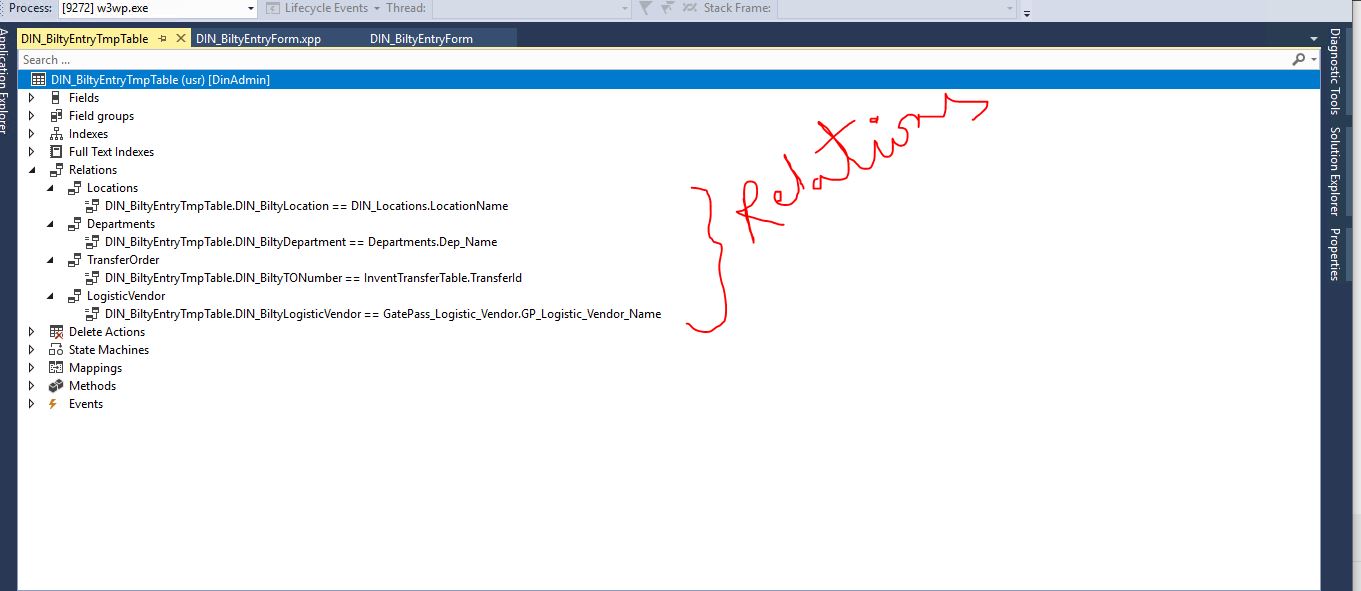 Process: [9272] w3wp.exe Lifecycle Events Thread: Stack Frame:
DIN_BiltyEntryTmpTable DIN_BiltyEntryForm.xpp DIN_BiltyEntryForm
Search ...
DIN_BiltyEntryTmpTable (usr) [DinAdmin]
Fields
Field groups
Indexes
Full Text Indexes
Relations
Locations
DIN_BiltyEntryTmpTable.DIN_BiltyLocation == DIN_Locations.LocationName
Departments
DIN_BiltyEntryTmpTable.DIN_BiltyDepartment == Departments.Dep_Name
TransferOrder
DIN_BiltyEntryTmpTable.DIN_BiltyTONumber == InventTransferTable.TransferId
LogisticVendor
DIN_BiltyEntryTmpTable.DIN_BiltyLogisticVendor == GatePass_Logistic_Vendor.GP_Logistic_Vendor_Name
Delete Actions
State Machines
Mappings
Methods
Events
Relations
Application Explorer
Diagnostic Tools
Solution Explorer
Properties